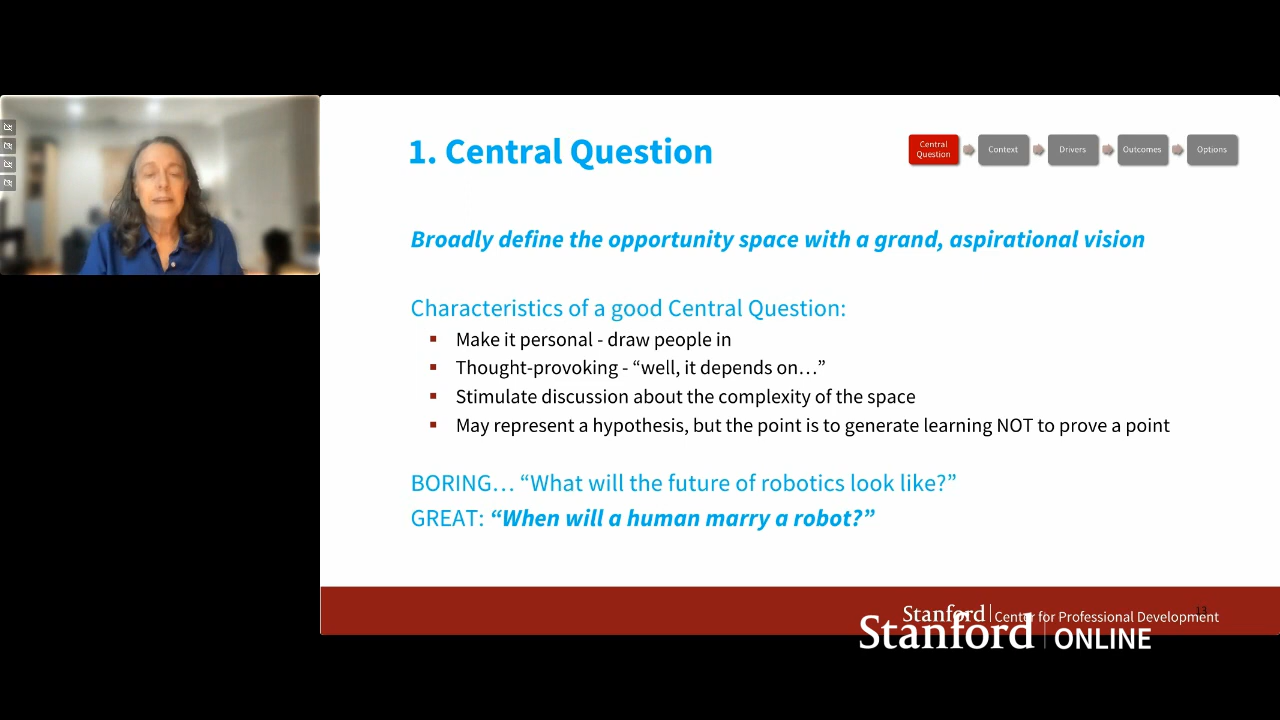 1. Central Question
Central
Question
Context
Drivers
Outcomes
Options
Broadly define the opportunity space with a grand, aspirational vision
Characteristics of a good Central Question:
Make it personal - draw people in
Thought-provoking - “well, it depends on…”
Stimulate discussion about the complexity of the space
May represent a hypothesis, but the point is to generate learning NOT to prove a point
BORING… “What will the future of robotics look like?”
GREAT: “When will a human marry a robot?”
13
Stanford | Center for Professional Development
Stanford | ONLINE